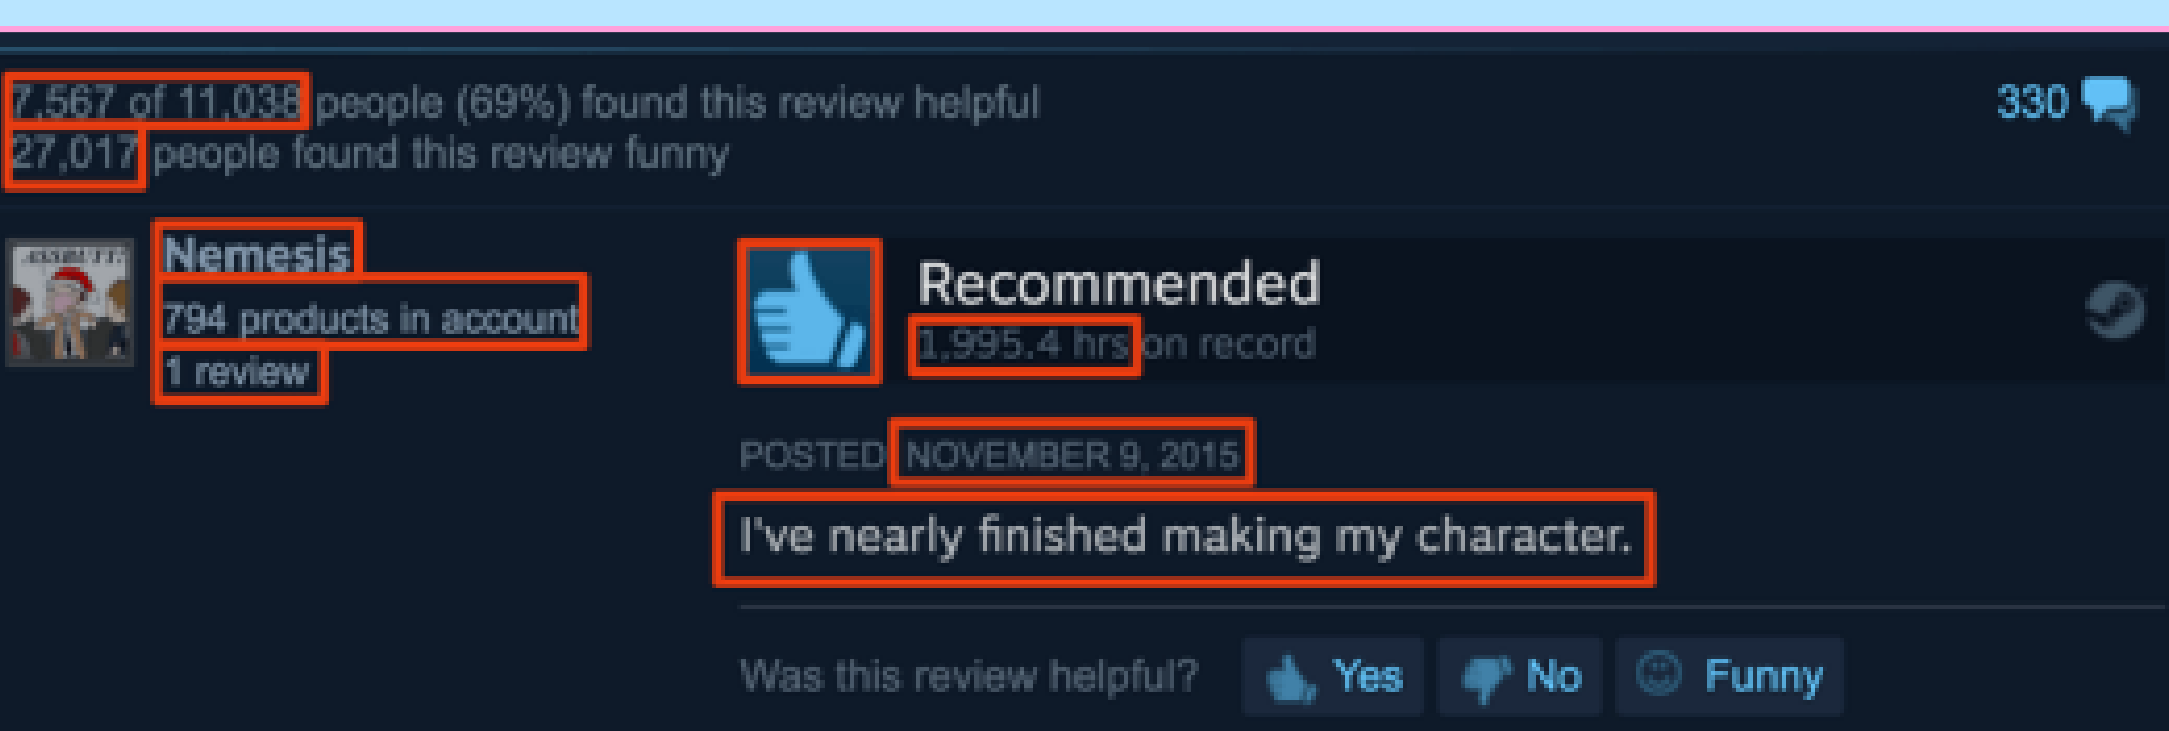 7,567 of 11,038 people (69%) found this review helpful
330
27,017 people found this review funny
Nemesis
794 products in account
1 review
Recommended
1,995.4 hrs on record
POSTED NOVEMBER 9, 2015
I've nearly finished making my character.
Was this review helpful? Yes No Funny